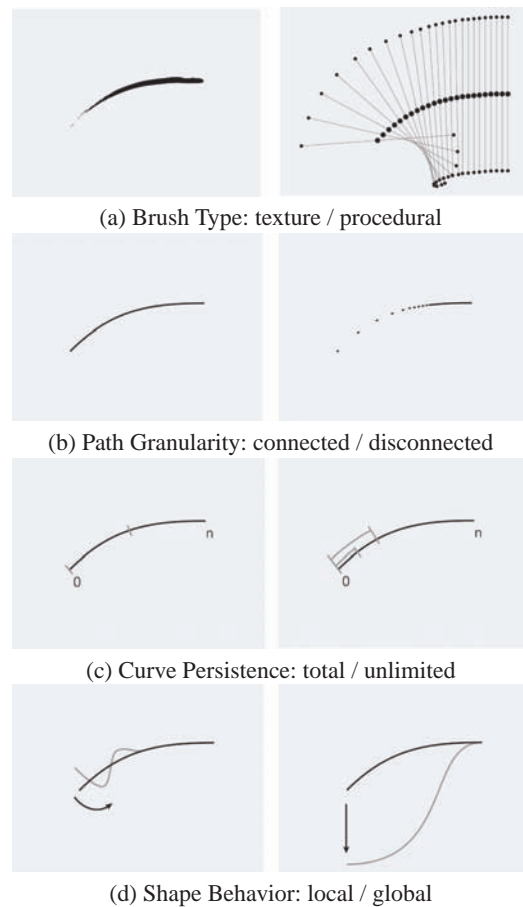 (a) Brush Type: texture / procedural
(b) Path Granularity: connected / disconnected
0 n 0 n
(c) Curve Persistence: total / unlimited
(d) Shape Behavior: local / global